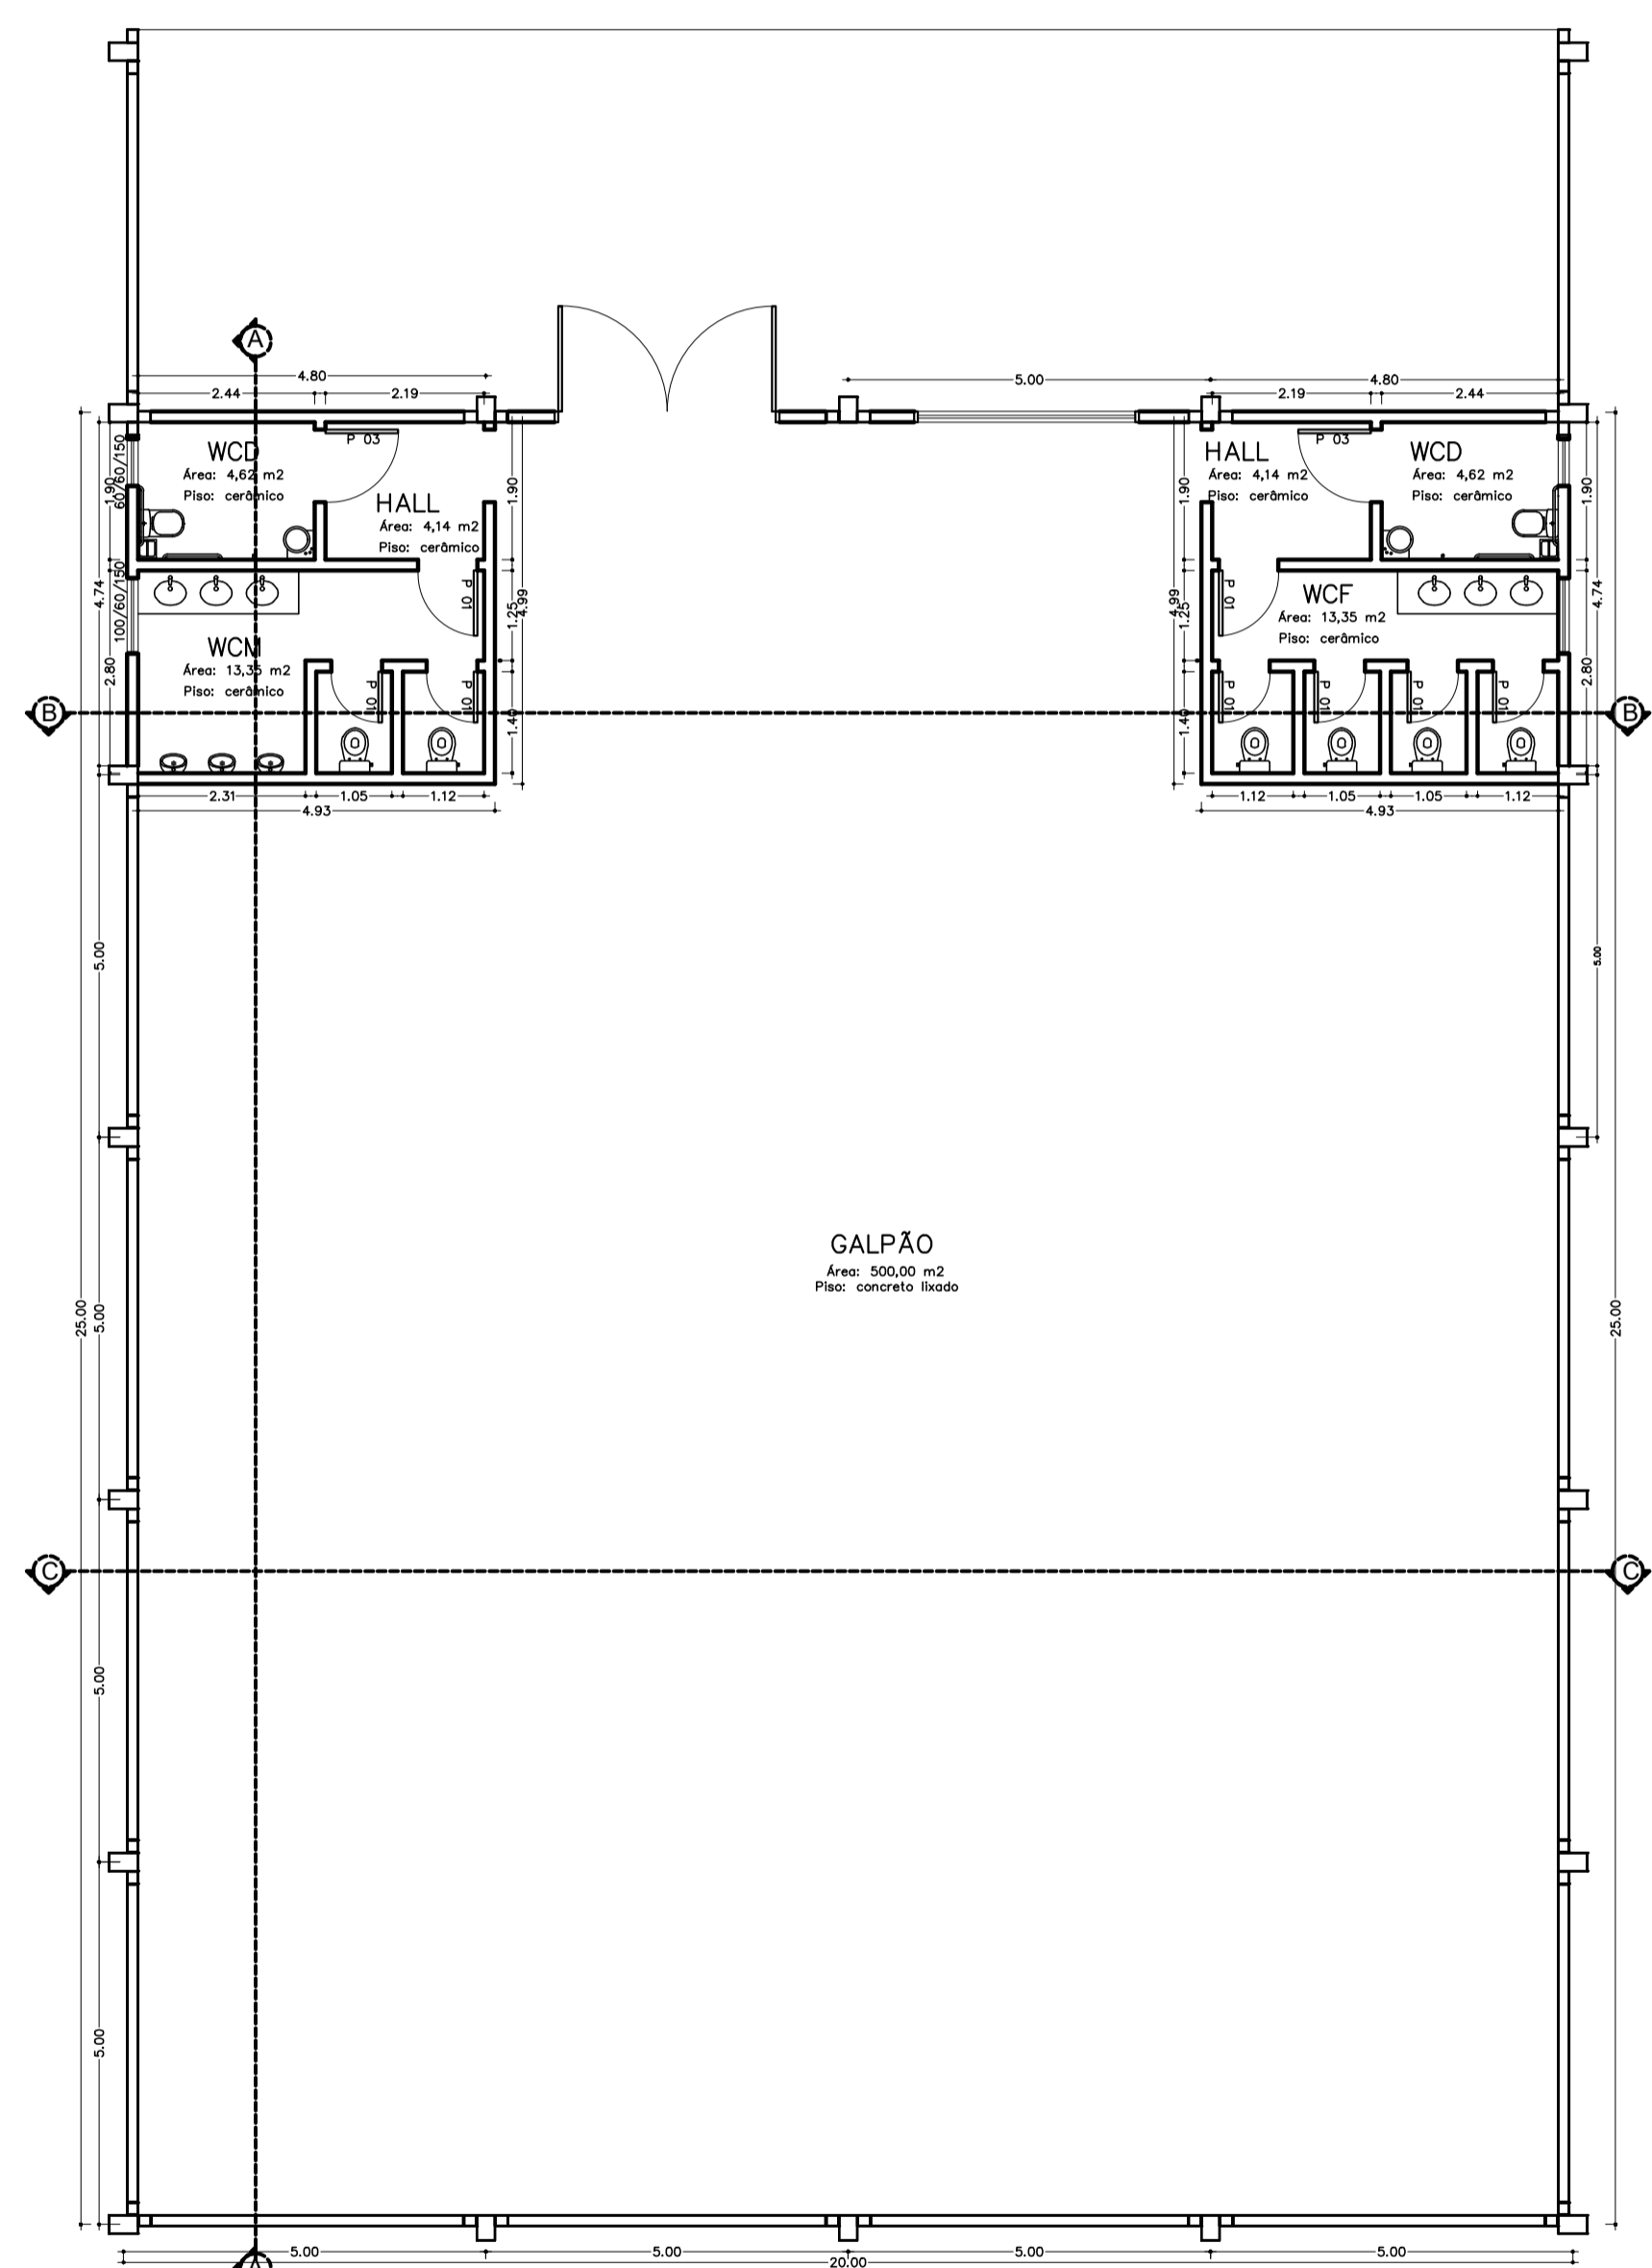 A
4.80
5.00
4.80
2.44
2.19
2.19
2.44
P 03
P 03
WCD
Área: 4,62 m2
Piso: cerâmico
HALL
Área: 4,14 m2
Piso: cerâmico
HALL
Área: 4,14 m2
Piso: cerâmico
WCD
Área: 4,62 m2
Piso: cerâmico
60/60/150
1.90
1.90
1.90
1.90
4.74
100/60/150
2.80
P 01
1.25
4.99
4.99
1.25
P 01
4.74
2.80
WCM
Área: 13,35 m2
Piso: cerâmico
WCF
Área: 13,35 m2
Piso: cerâmico
P 01
P 01
1.40
1.40
P 01
P 01
P 01
P 01
B
B
2.31
1.05
1.12
4.93
1.12
1.05
1.05
1.12
4.93
5.00
5.00
GALPÃO
Área: 500,00 m2
Piso: concreto lixado
25.00
5.00
25.00
C
C
5.00
5.00
A
5.00
5.00
5.00
5.00
20.00